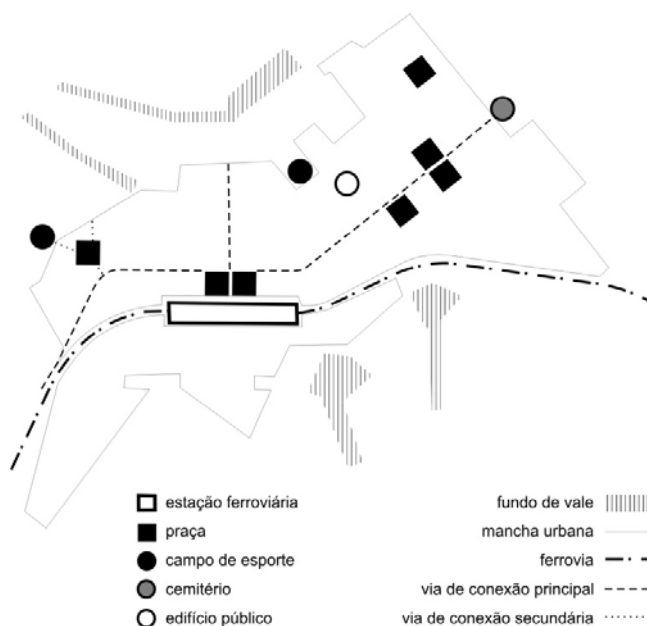 estação ferroviária
praça
campo de esporte
cemitério
edifício público
fundo de vale
mancha urbana
ferrovia
via de conexão principal
via de conexão secundária